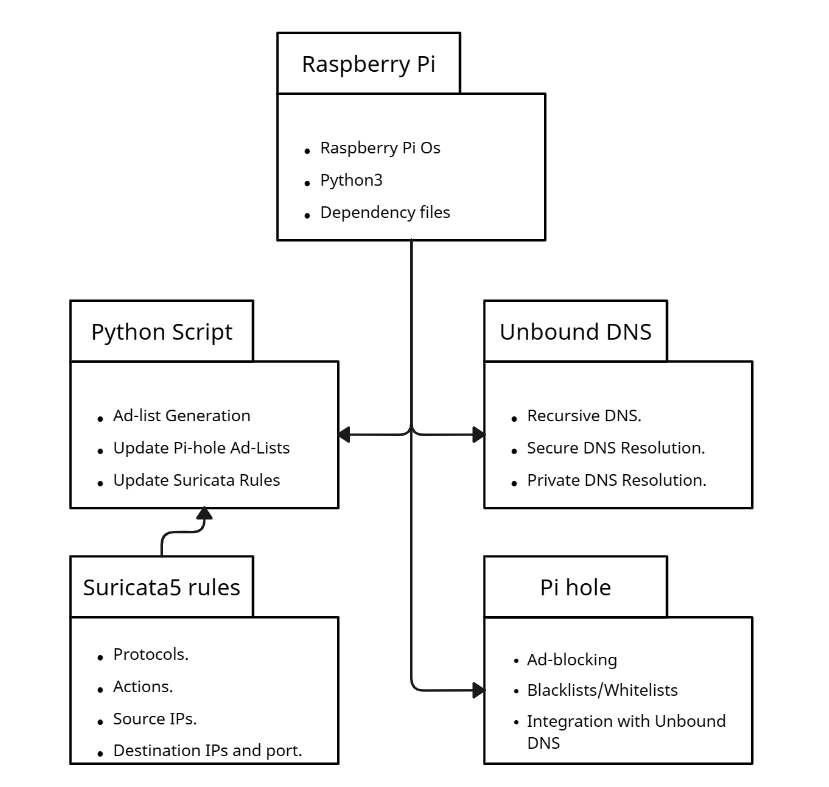 Raspberry Pi
• Raspberry Pi Os
• Python3
• Dependency files
Python Script
• Ad-list Generation
• Update Pi-hole Ad-Lists
• Update Suricata Rules
Unbound DNS
• Recursive DNS.
• Secure DNS Resolution.
• Private DNS Resolution.
Suricata5 rules
• Protocols.
• Actions.
• Source IPs.
• Destination IPs and port.
Pi hole
• Ad-blocking
• Blacklists/Whitelists
• Integration with Unbound
DNS